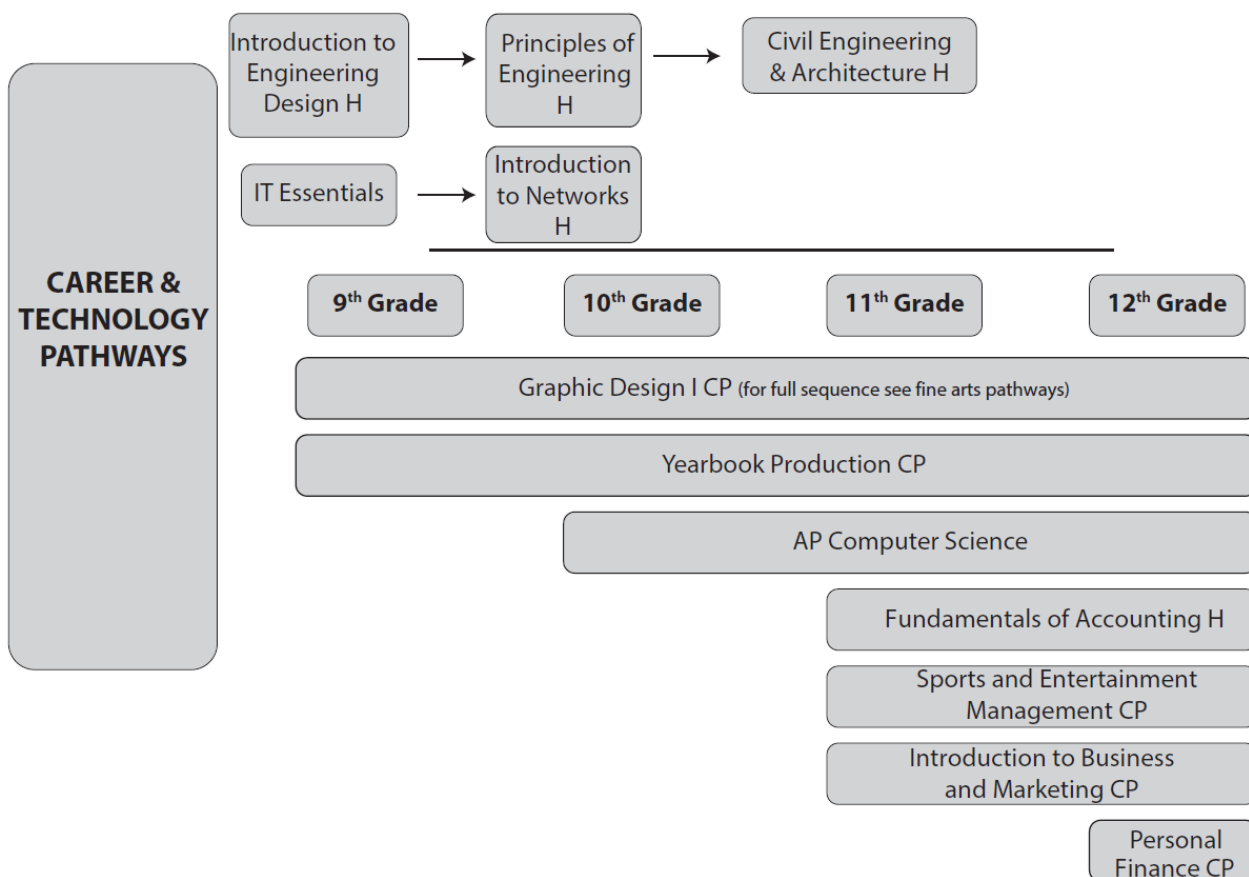 Introduction to
Engineering
Design H
Principles of
Engineering
H
Civil Engineering
& Architecture H
IT Essentials
Introduction
to Networks
H
CAREER &
TECHNOLOGY
PATHWAYS
9th Grade
10th Grade
11th Grade
12th Grade
Graphic Design I CP (for full sequence see fine arts pathways)
Yearbook Production CP
AP Computer Science
Fundamentals of Accounting H
Sports and Entertainment
Management CP
Introduction to Business
and Marketing CP
Personal
Finance CP